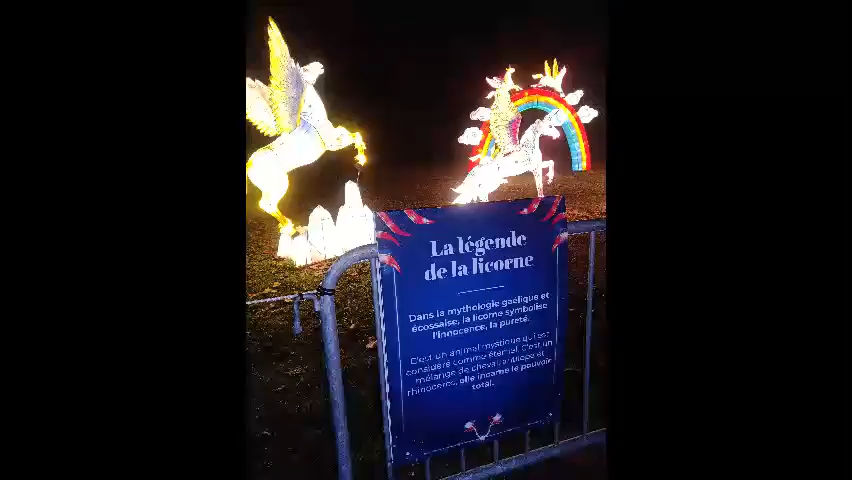 La légende
de la licorne
Dans la mythologie gaélique et
écossaise, la licorne symbolise
l'innocence, la pureté.
C'est un animal mystique qui est
considéré comme éternel. C'est un
mélange de cheval, antilope et
rhinocéros, elle incarne le pouvoir
total.